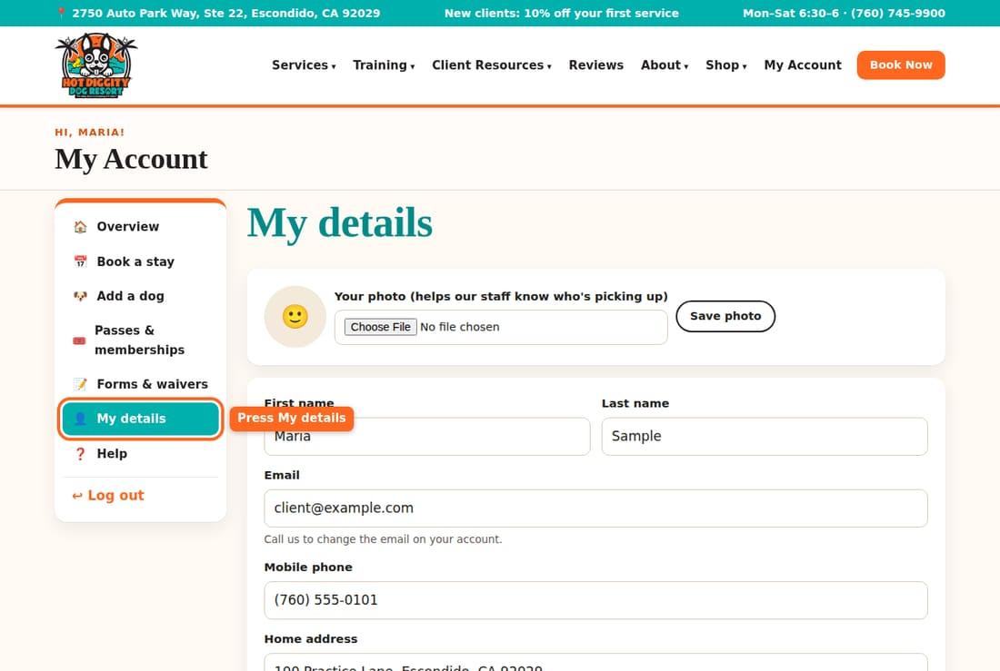 📍 2750 Auto Park Way, Ste 22, Escondido, CA 92029
New clients: 10% off your first service
Mon–Sat 6:30–6 · (760) 745-9900
HOT DIGGITY
DOG RESORT
Services ▾
Training ▾
Client Resources ▾
Reviews
About ▾
Shop ▾
My Account
Book Now
HI, MARIA!
My Account
Overview
Book a stay
Add a dog
Passes &
memberships
Forms & waivers
My details
Help
↩ Log out
My details
Your photo (helps our staff know who's picking up)
Choose File No file chosen
Save photo
First name
Last name
Press My details
Maria
Sample
Email
client@example.com
Call us to change the email on your account.
Mobile phone
(760) 555-0101
Home address
100 Practice Lane, Escondido, CA 92029